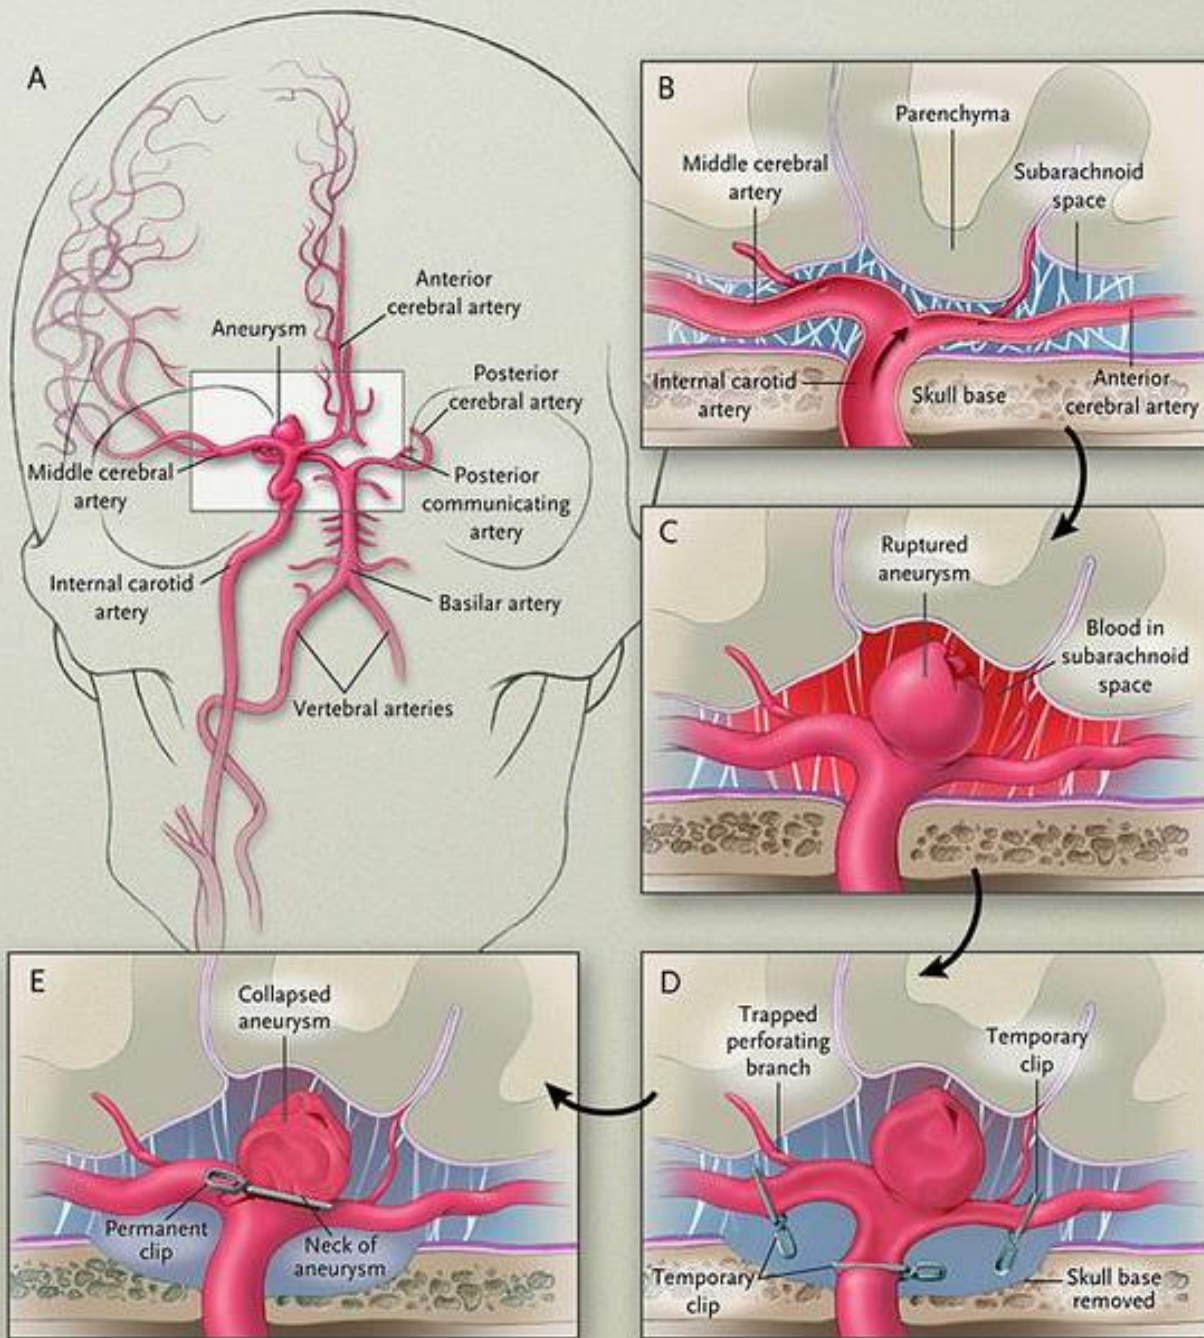 A
Anterior
cerebral artery
Aneurysm
Posterior
cerebral artery
Middle cerebral
artery
Posterior
communicating
artery
Internal carotid
artery
Basilar artery
Vertebral arteries
B
Parenchyma
Middle cerebral
artery
Subarachnoid
space
Internal carotid
artery
Skull base
Anterior
cerebral artery
C
Ruptured
aneurysm
Blood in
subarachnoid
space
D
Trapped
perforating
branch
Temporary
clip
Temporary
clip
Skull base
removed
E
Collapsed
aneurysm
Permanent
clip
Neck of
aneurysm